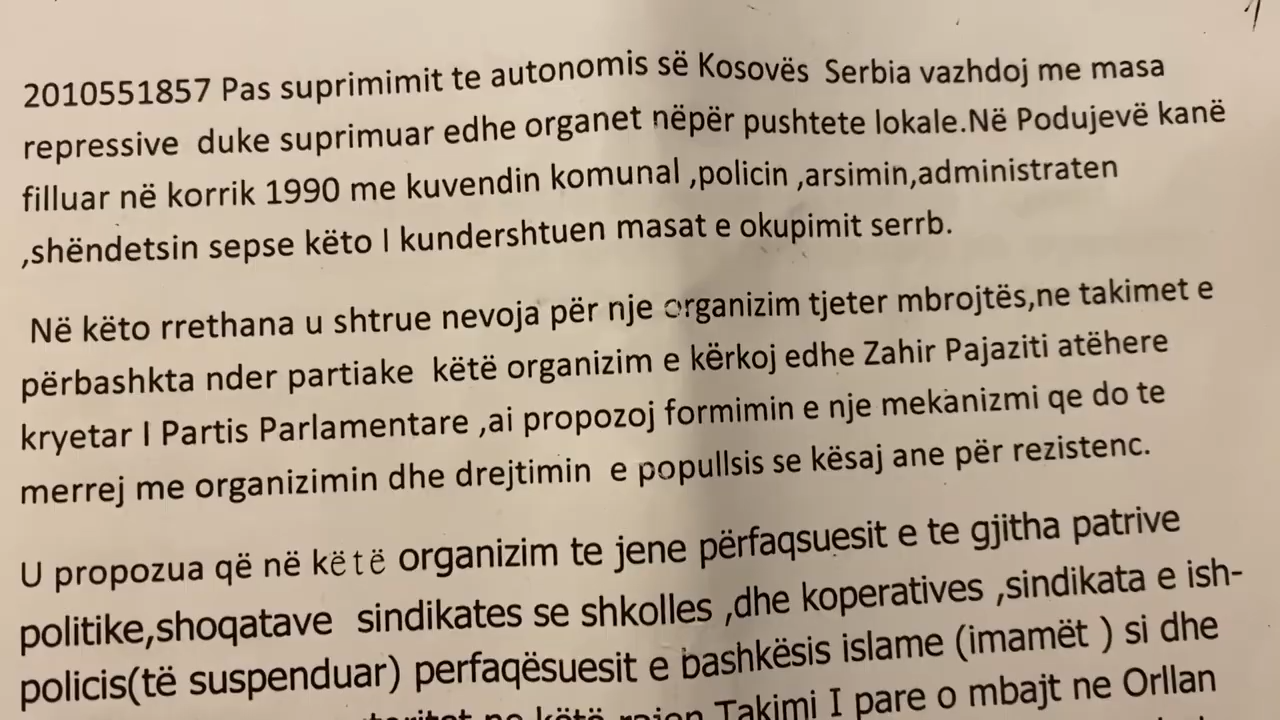 2010551857 Pas suprimimit te autonomis së Kosovës Serbia vazhdoj me masa
repressive duke suprimuar edhe organet nëpër pushtete lokale.Në Podujevë kanë
filluar në korrik 1990 me kuvendin komunal ,policin ,arsimin,administraten
,shëndetsin sepse këto I kundershtuen masat e okupimit serrb.
Në këto rrethana u shtrue nevoja për nje organizim tjeter mbrojtës,ne takimet e
përbashkta nder partiake këtë organizim e kërkoj edhe Zahir Pajaziti atëhere
kryetar I Partis Parlamentare ,ai propozoj formimin e nje mekanizmi qe do te
merrej me organizimin dhe drejtimin e popullsis se kësaj ane për rezistenc.
U propozua që në këtë organizim te jene përfaqsuesit e te gjitha patrive
politike,shoqatave sindikates se shkolles ,dhe koperatives ,sindikata e ish-
policis(të suspenduar) perfaqësuesit e bashkësis islame (imamët ) si dhe
ne këtë rajon Takimi I pare o mbajt ne Orllan